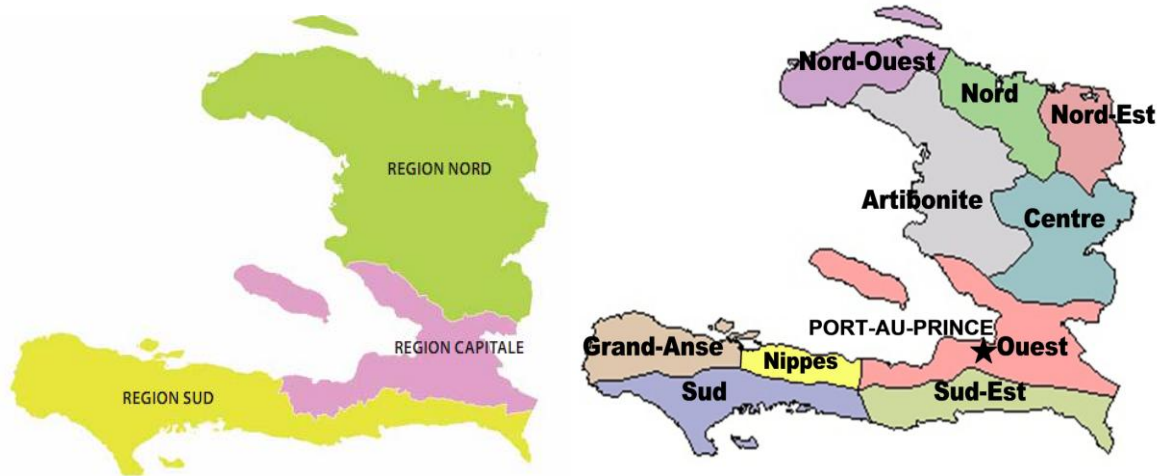 REGION NORD
REGION CAPITALE
REGION SUD
Nord-Ouest
Nord
Nord-Est
Artibonite
Centre
PORT-AU-PRINCE
Ouest
Grand-Anse
Nippes
Sud
Sud-Est